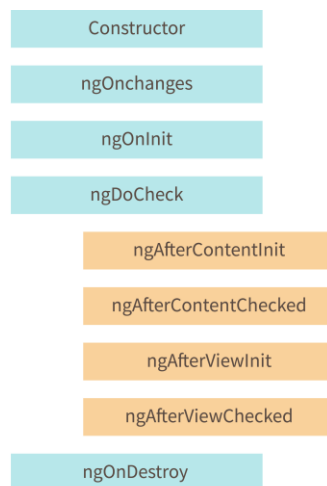 Constructor
ngOnchanges
ngOnInit
ngDoCheck
ngAfterContentInit
ngAfterContentChecked
ngAfterViewInit
ngAfterViewChecked
ngOnDestroy